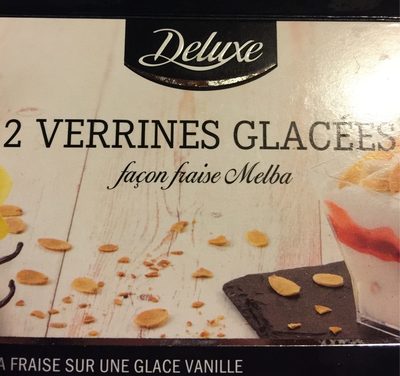 Deluxe
2 VERRINES GLACÉES
façon fraise Melba
A FRAISE SUR UNE GLACE VANILLE